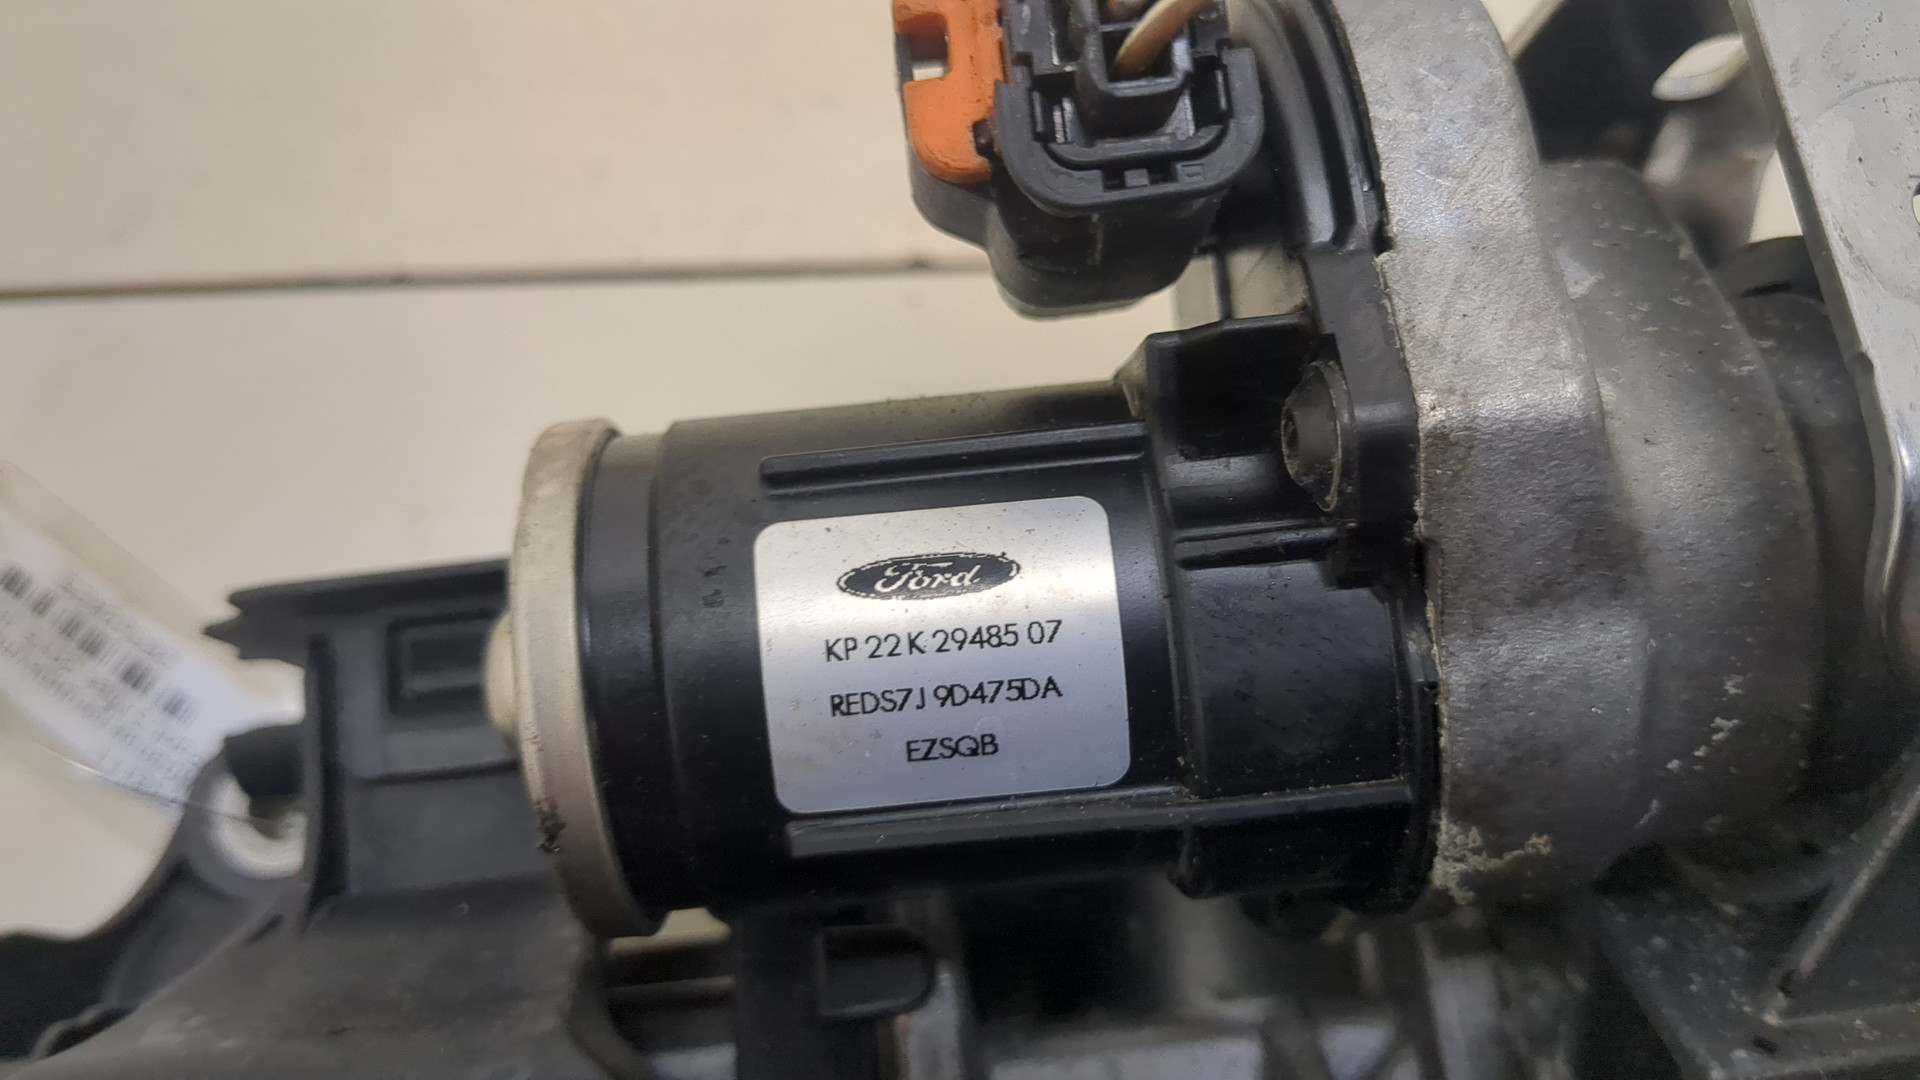 Ford
KP 22 K 29485 07
REDS7J 9D475DA
EZSQB